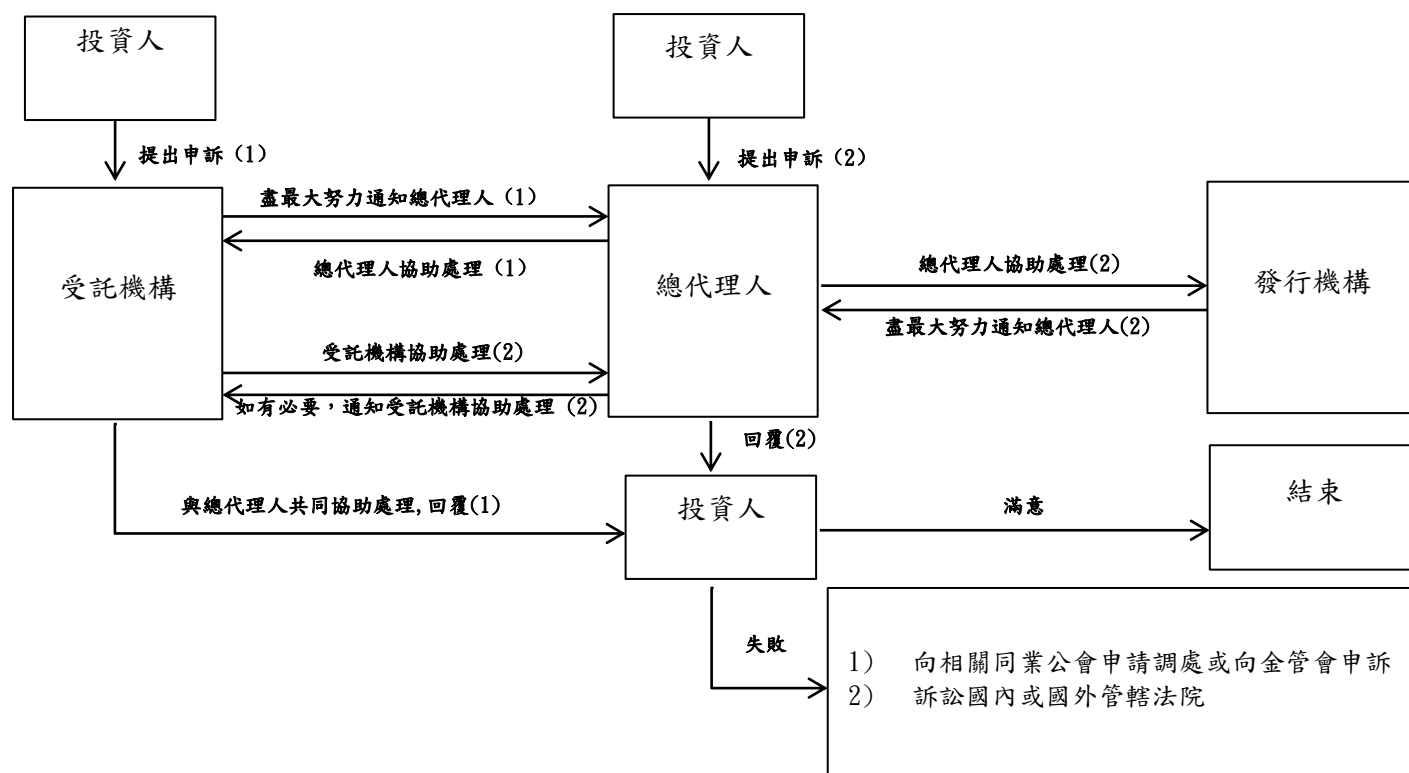 投資人
投資人
提出申訴（1）
提出申訴（2）
盡最大努力通知總代理人（1）
總代理人協助處理（1）
受託機構
總代理人
總代理人協助處理(2)
發行機構
盡最大努力通知總代理人(2)
受託機構協助處理(2)
如有必要，通知受託機構協助處理（2）
回覆(2)
與總代理人共同協助處理,回覆(1)
投資人
滿意
結束
失敗
1) 向相關同業公會申請調處或向金管會申訴
2) 訴訟國內或國外管轄法院